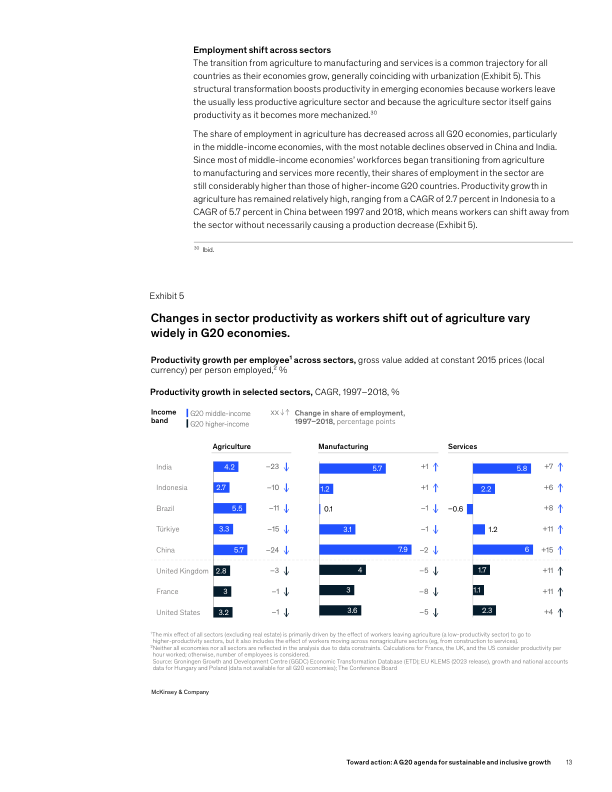 Employment shift across sectors
The transition from agriculture to manufacturing and services is a common trajectory for all
countries as their economies grow, generally coinciding with urbanization (Exhibit 5). This
structural transformation boosts productivity in emerging economies because workers leave
the usually less productive agriculture sector and because the agriculture sector itself gains
productivity as it becomes more mechanized.30
The share of employment in agriculture has decreased across all G20 economies, particularly
in the middle-income economies, with the most notable declines observed in China and India.
Since most of middle-income economies' workforces began transitioning from agriculture
to manufacturing and services more recently, their shares of employment in the sector are
still considerably higher than those of higher-income G20 countries. Productivity growth in
agriculture has remained relatively high, ranging from a CAGR of 2.7 percent in Indonesia to a
CAGR of 5.7 percent in China between 1997 and 2018, which means workers can shift away from
the sector without necessarily causing a production decrease (Exhibit 5).
30 Ibid.
Exhibit 5
Changes in sector productivity as workers shift out of agriculture vary
widely in G20 economies.
Productivity growth per employee1 across sectors, gross value added at constant 2015 prices (local
currency) per person employed,2 %
Productivity growth in selected sectors, CAGR, 1997–2018, %
Income band
G20 middle-income
G20 higher-income
XX ↓↑ Change in share of employment,
1997–2018, percentage points
Agriculture Manufacturing Services
India 4.2 −23 ↓ 5.7 +1 ↑ 5.8 +7 ↑
Indonesia 2.7 −10 ↓ 1.2 +1 ↑ 2.2 +6 ↑
Brazil 5.5 −11 ↓ 0.1 −1 ↓ −0.6 +8 ↑
Türkiye 3.3 −15 ↓ 3.1 −1 ↓ 1.2 +11 ↑
China 5.7 −24 ↓ 7.9 −2 ↓ 6 +15 ↑
United Kingdom 2.8 −3 ↓ 4 −5 ↓ 1.7 +11 ↑
France 3 −1 ↓ 3 −8 ↓ 1.1 +11 ↑
United States 3.2 −1 ↓ 3.6 −5 ↓ 2.3 +4 ↑
1The mix effect of all sectors (excluding real estate) is primarily driven by the effect of workers leaving agriculture (a low-productivity sector) to go to
higher-productivity sectors, but it also includes the effect of workers moving across nonagriculture sectors (eg, from construction to services).
2Neither all economies nor all sectors are reflected in the analysis due to data constraints. Calculations for France, the UK, and the US consider productivity per
hour worked; otherwise, number of employees is considered.
Source: Groningen Growth and Development Centre (GGDC) Economic Transformation Database (ETD); EU KLEMS (2023 release), growth and national accounts
data for Hungary and Poland (data not available for all G20 economies); The Conference Board
McKinsey & Company
Toward action: A G20 agenda for sustainable and inclusive growth 13